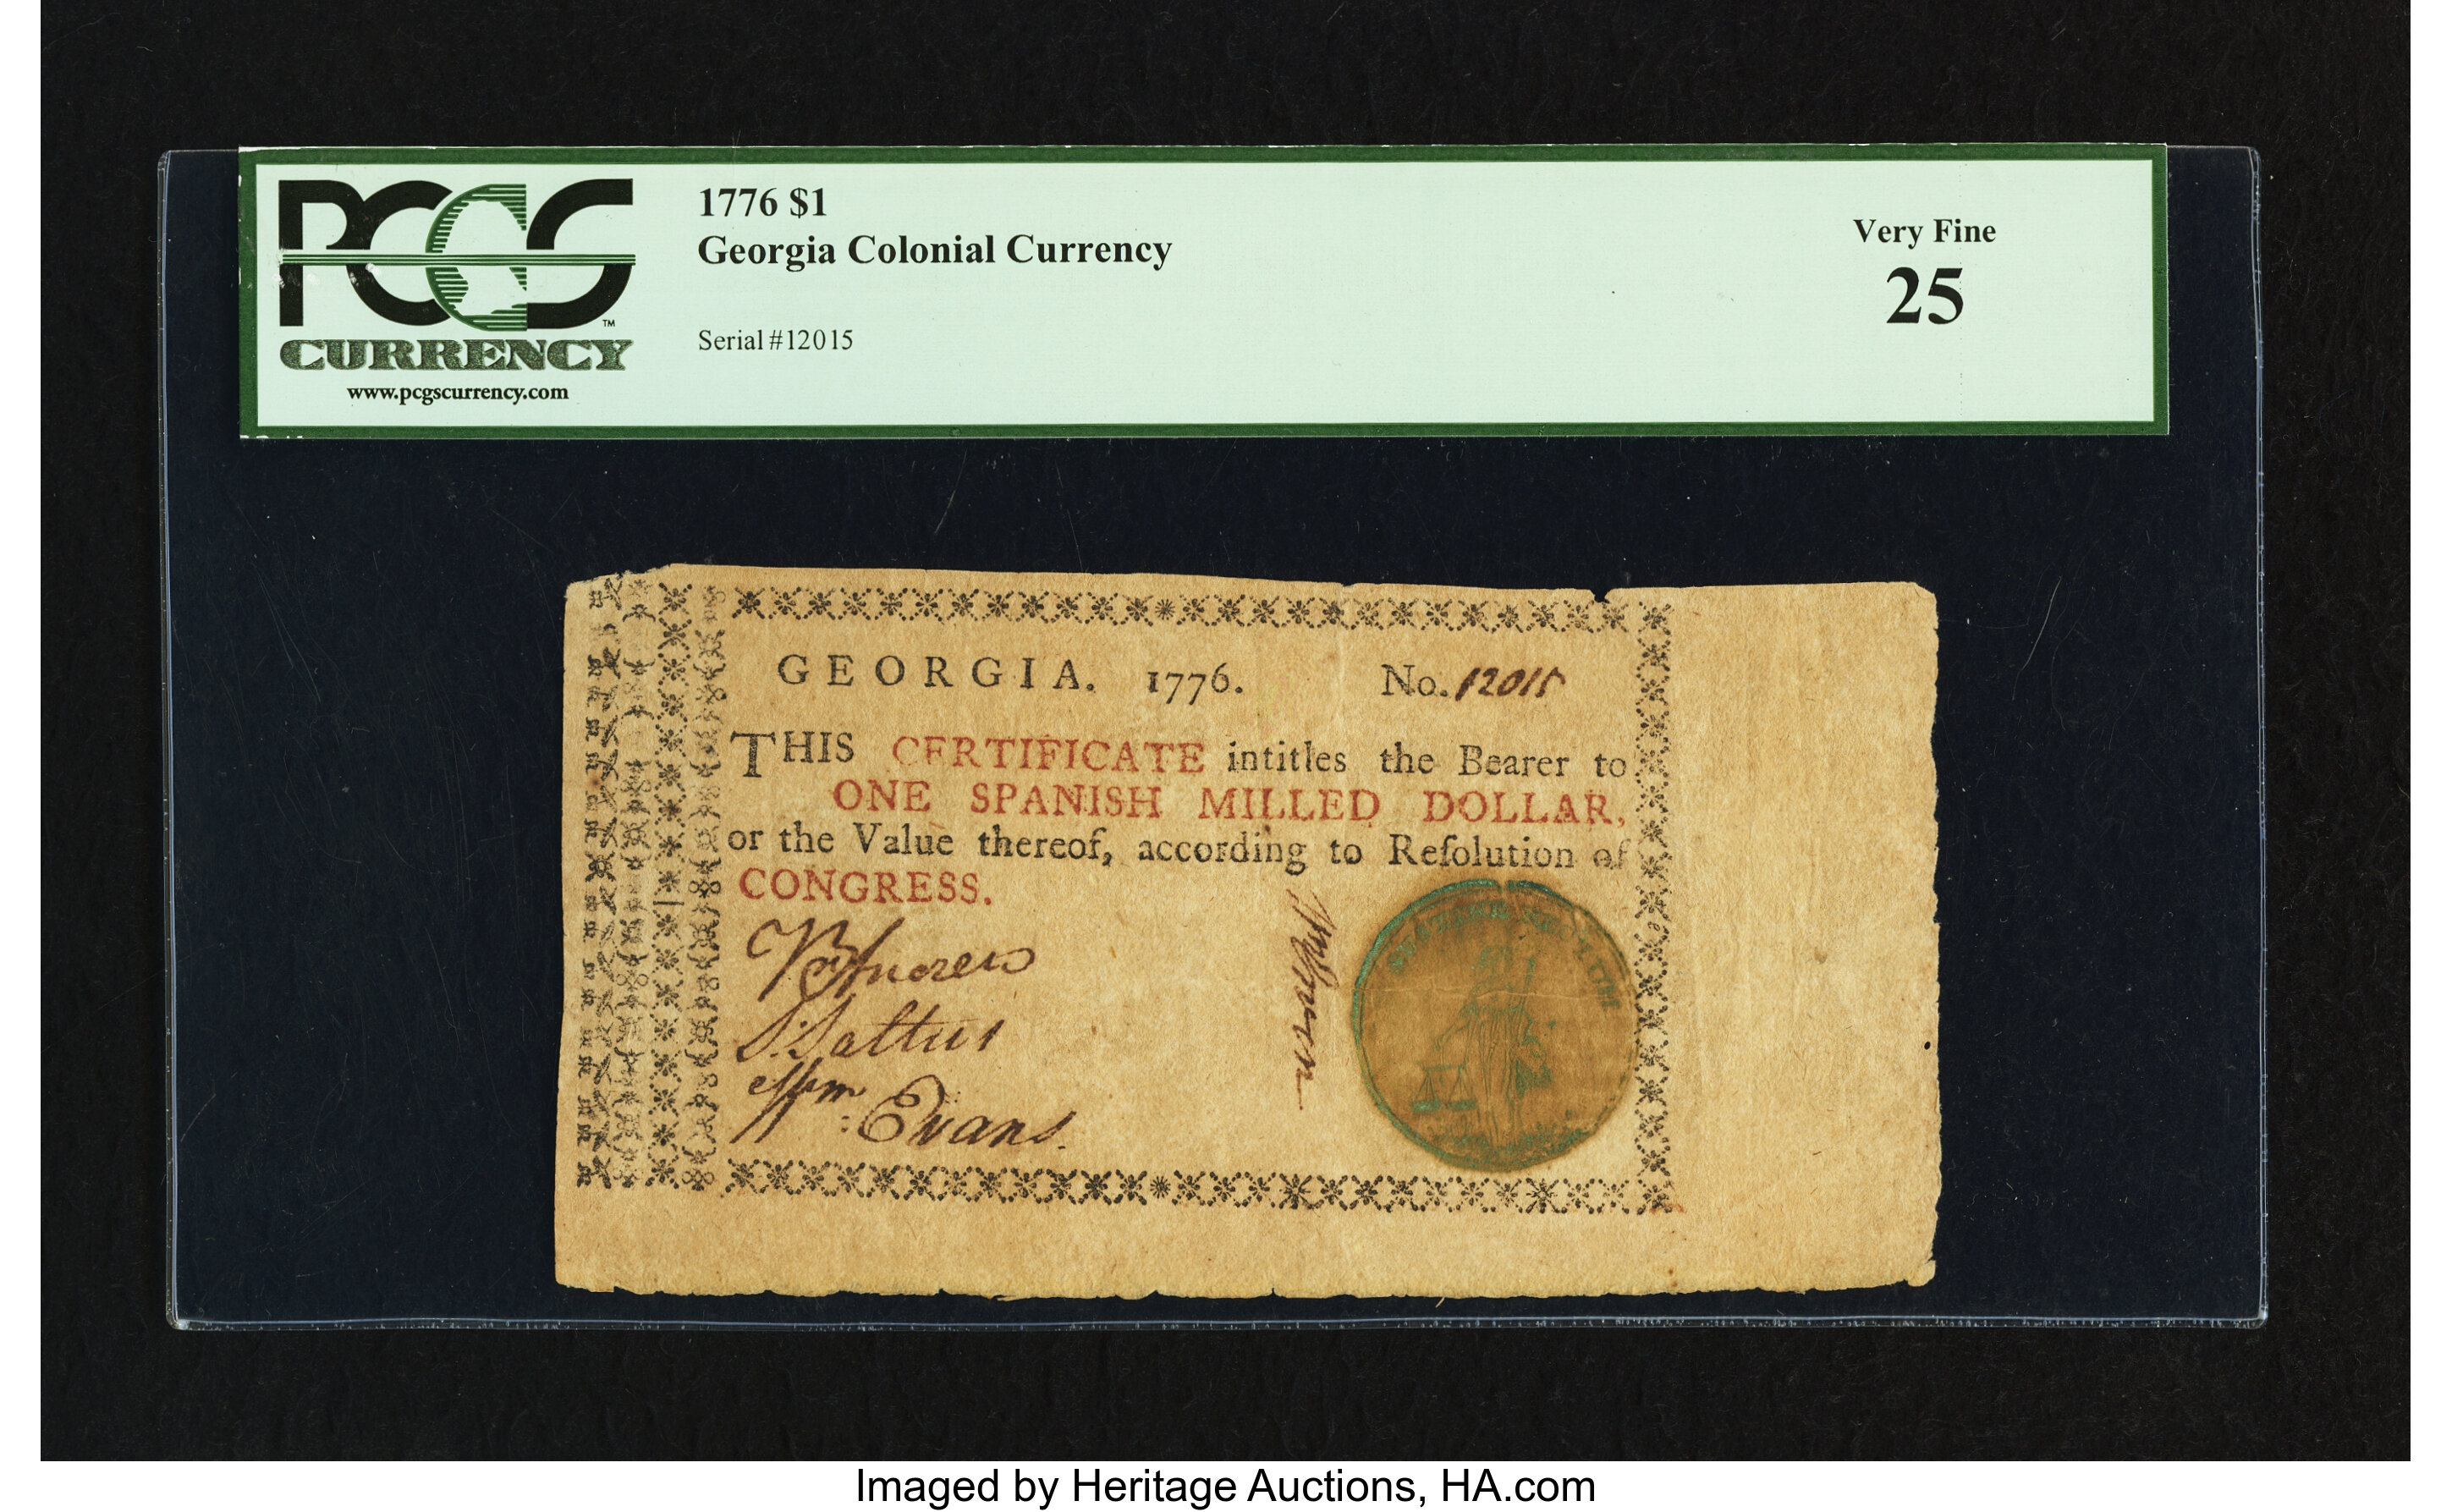 PCGS
CURRENCY
www.pcgscurrency.com
1776 $1
Georgia Colonial Currency
Serial #12015
Very Fine
25
GEORGIA. 1776. No. 12015
THIS CERTIFICATE intitles the Bearer to
ONE SPANISH MILLED DOLLAR,
or the Value thereof, according to Reſolution of
CONGRESS.
S. Saltus
Wm: Evans.
Imaged by Heritage Auctions, HA.com